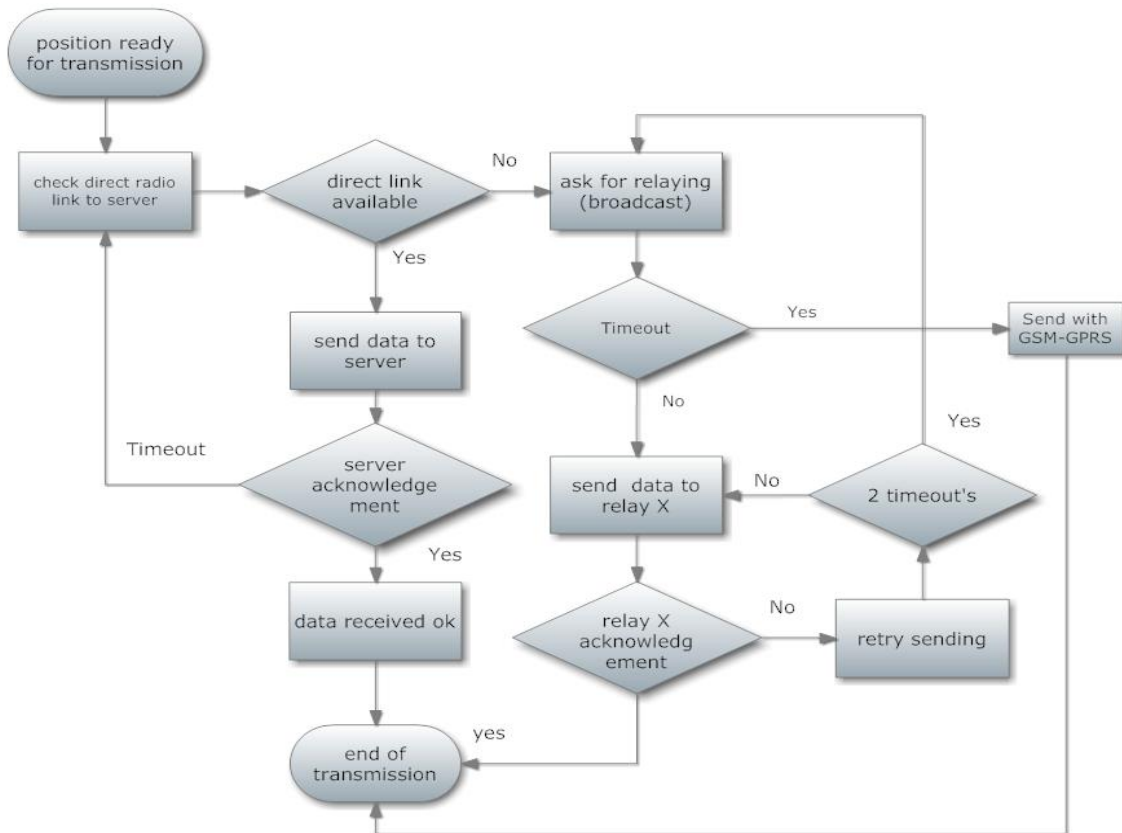 position ready
for transmission
check direct radio
link to server
direct link
available
No
ask for relaying
(broadcast)
Yes
send data to
server
Timeout
Yes
Send with
GSM-GPRS
No
Timeout
server
acknowledge
ment
send  data to
relay X
No
Yes
2 timeout's
Yes
data received ok
relay X
acknowledg
ement
No
retry sending
yes
end of
transmission